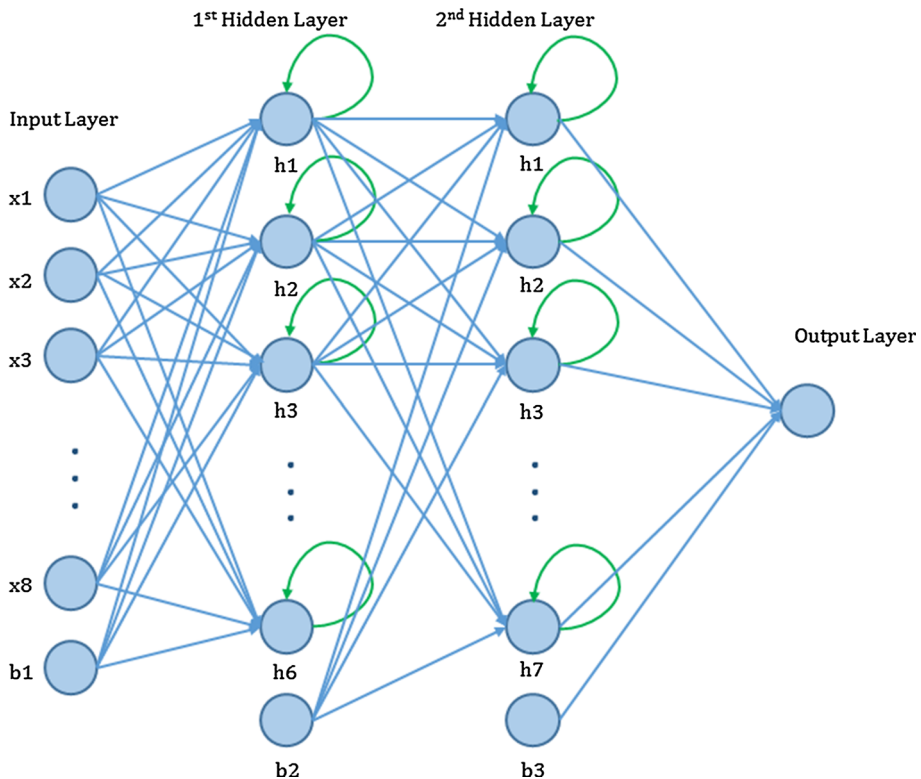 1st Hidden Layer
2nd Hidden Layer
Input Layer
h1
h1
x1
x2
h2
h2
x3
Output Layer
h3
h3
x8
b1
h6
h7
b2
b3